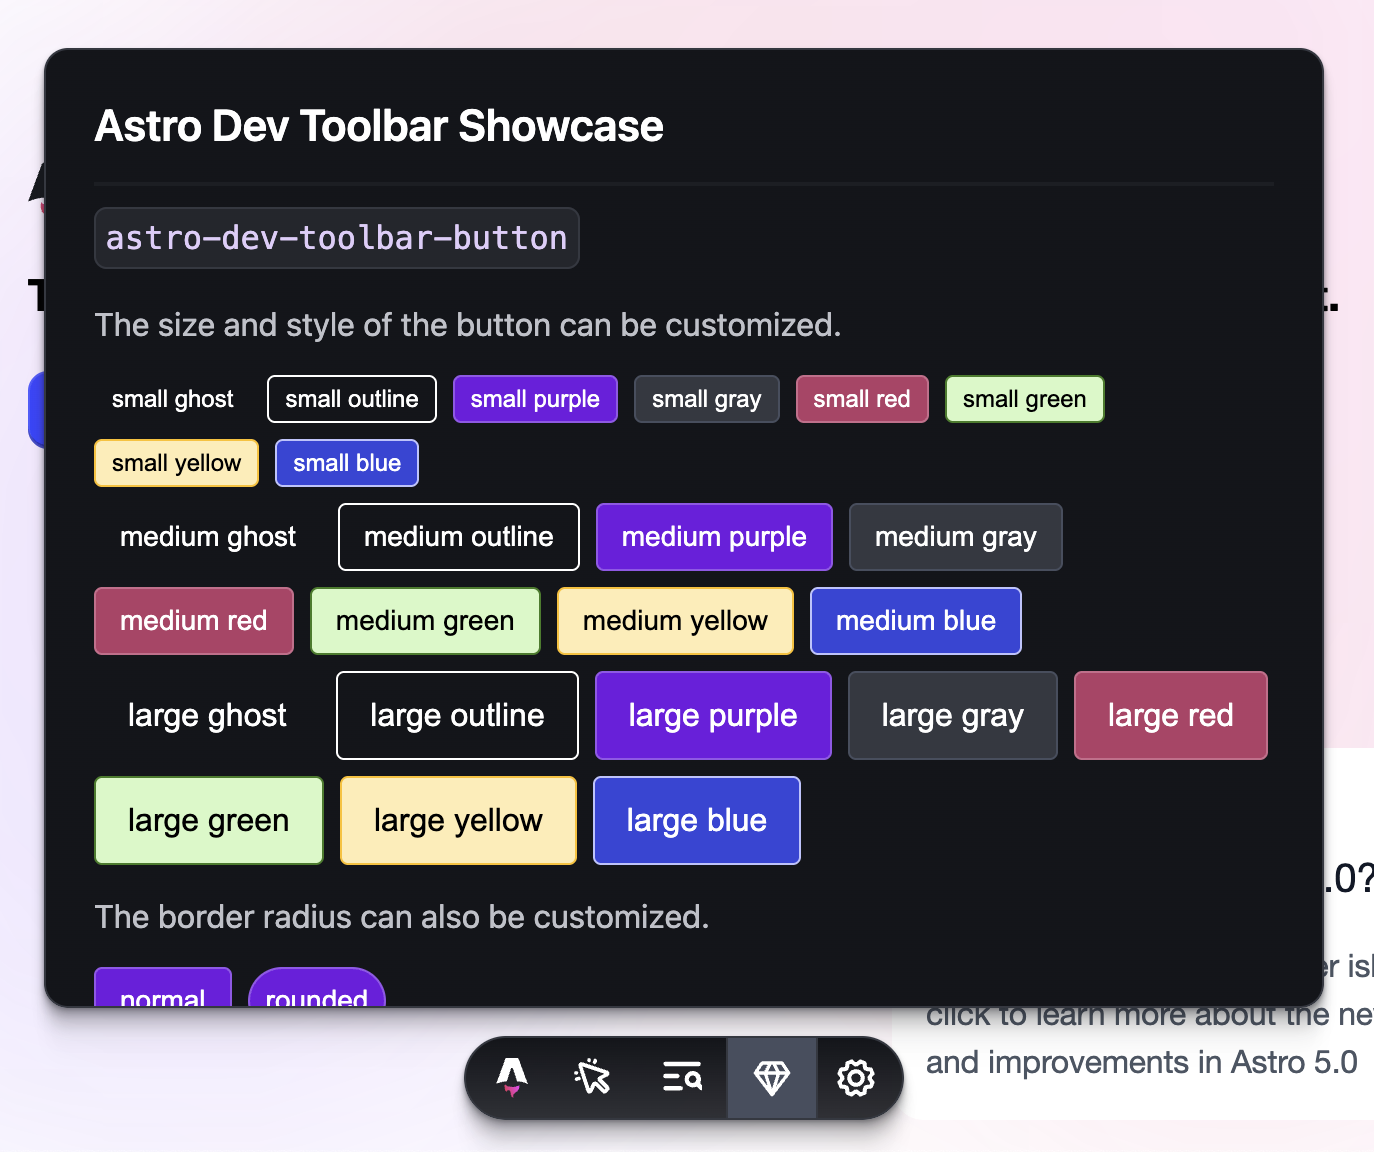 Astro Dev Toolbar Showcase
astro-dev-toolbar-button
The size and style of the button can be customized.
small ghost small outline small purple small gray small red small green
small yellow small blue
medium ghost medium outline medium purple medium gray
medium red medium green medium yellow medium blue
large ghost large outline large purple large gray large red
large green large yellow large blue
.0?
The border radius can also be customized.
normal rounded
click to learn more about the
and improvements in Astro 5.0